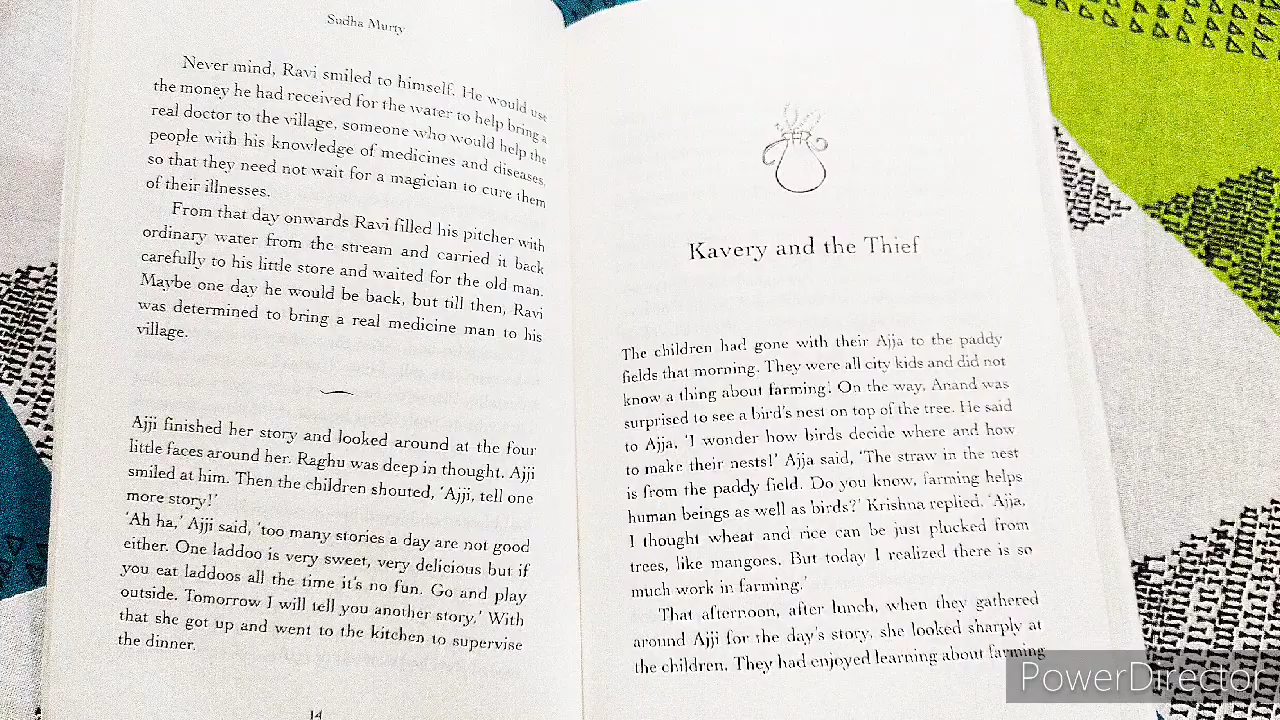 Sudha Murty
Never mind, Ravi smiled to himself. He would use
the money he had received for the water to help bring a
real doctor to the village, someone who would help the
people with his knowledge of medicines and diseases,
so that they need not wait for a magician to cure them
of their illnesses.
From that day onwards Ravi filled his pitcher with
ordinary water from the stream and carried it back
carefully to his little store and waited for the old man.
Maybe one day he would be back, but till then, Ravi
was determined to bring a real medicine man to his
village.
Ajji finished her story and looked around at the four
little faces around her. Raghu was deep in thought. Ajji
smiled at him. Then the children shouted, 'Ajji, tell one
more story!'
'Ah ha,' Ajji said, 'too many stories a day are not good
either. One laddoo is very sweet, very delicious but if
you eat laddoos all the time it's no fun. Go and play
outside. Tomorrow I will tell you another story.' With
that she got up and went to the kitchen to supervise
the dinner.
14
Kavery and the Thief
The children had gone with their Ajja to the paddy
fields that morning. They were all city kids and did not
know a thing about farming! On the way, Anand was
surprised to see a bird's nest on top of the tree. He said
to Ajja, 'I wonder how birds decide where and how
to make their nests!' Ajja said, 'The straw in the nest
is from the paddy field. Do you know, farming helps
human beings as well as birds?' Krishna replied, 'Ajja,
I thought wheat and rice can be just plucked from
trees, like mangoes. But today I realized there is so
much work in farming.'
That afternoon, after lunch, when they gathered
around Ajji for the day's story, she looked sharply at
the children. They had enjoyed learning about farming
PowerDirector